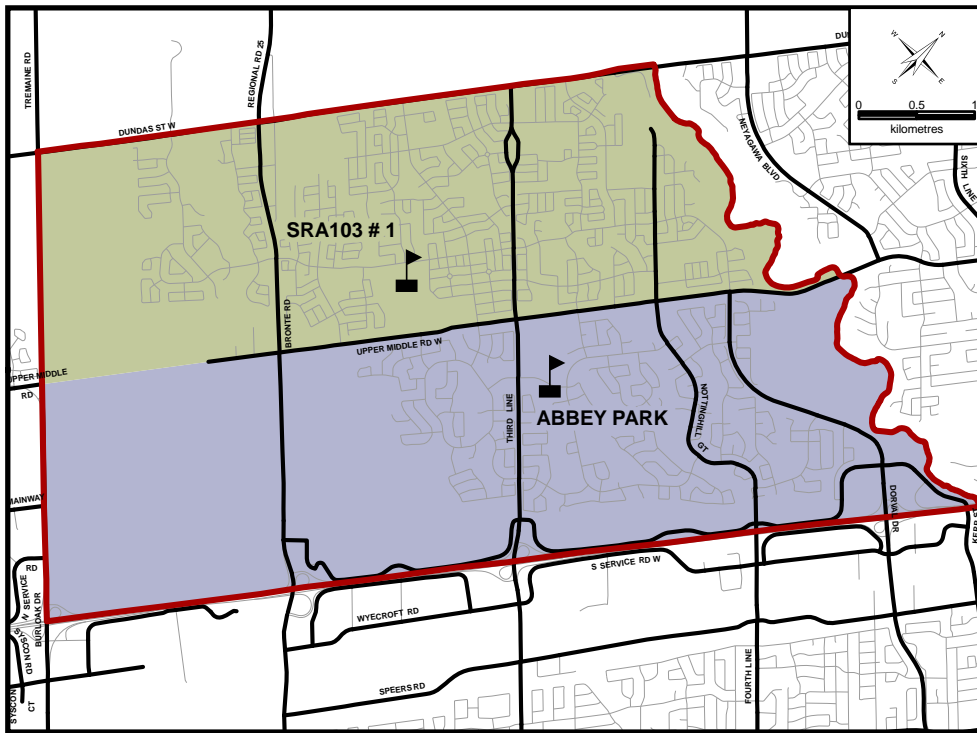 TREMAINE RD
REGIONAL RD 25
DUNDAS ST W
DU
W
N
S
E
0
0.5
1
kilometres
NEYAGAWA BLVD
SIXTH LINE
SRA103 # 1
BRONTE RD
UPPER MIDDLE RD W
UPPER MIDDLE
RD
THIRD LINE
ABBEY PARK
NOTTINGHILL
GT
MAINWAY
DORVAL DR
KERR S
RD
N SERVICE
BURLOAK DR
SYSCON RD
SYSCON
CT
S SERVICE RD W
WYECROFT RD
SPEERS RD
FOURTH LINE